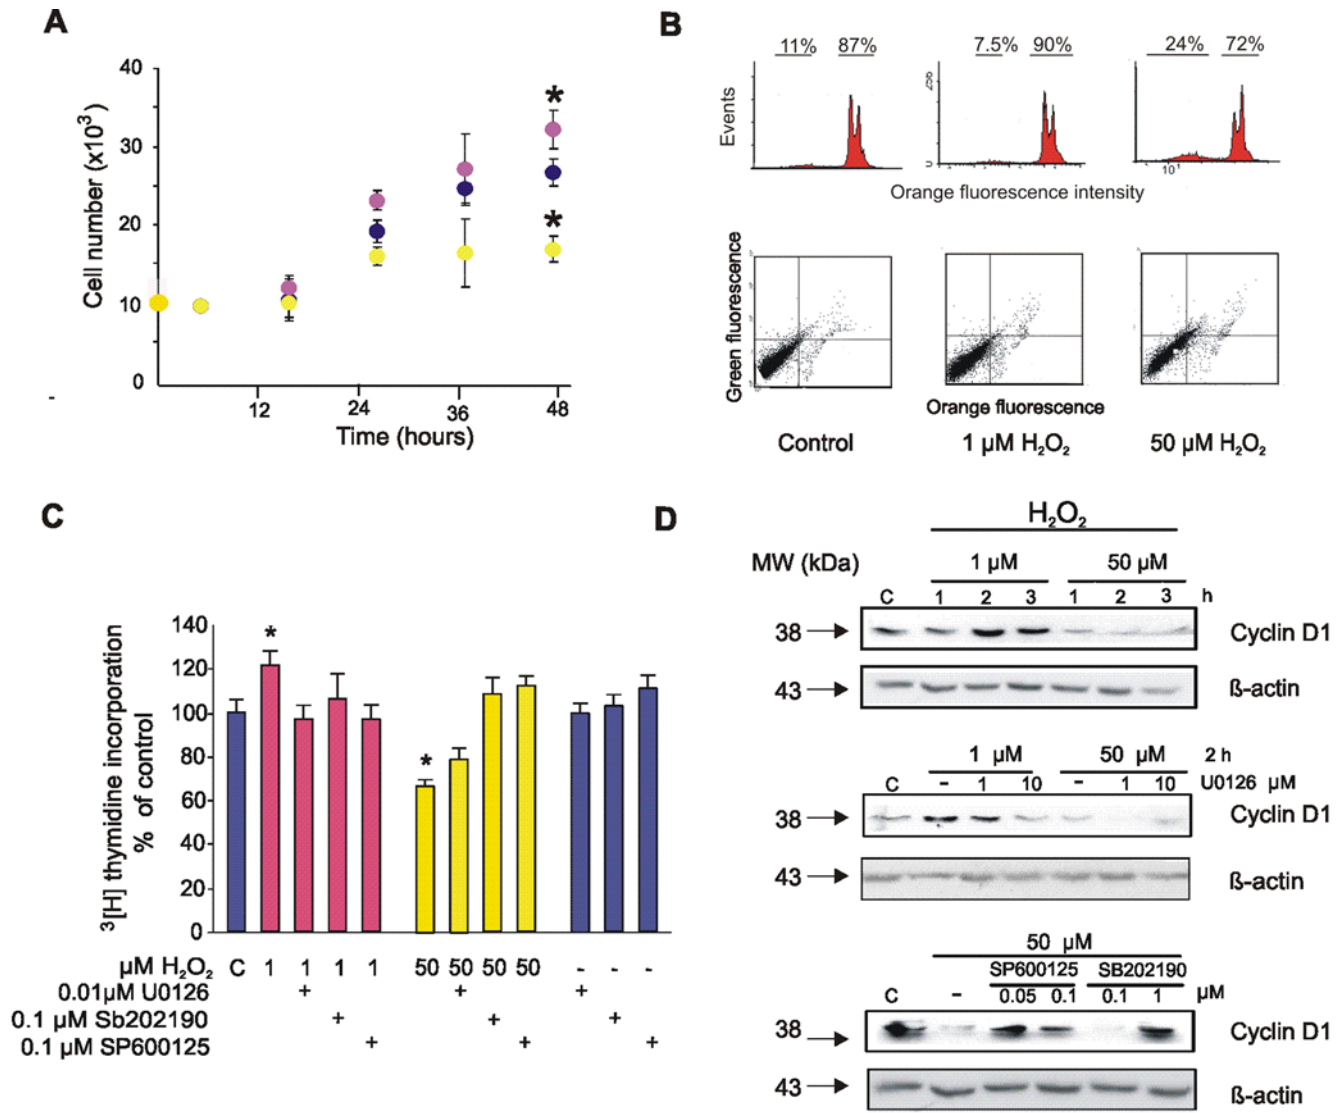 A
40
30
20
10
0
Cell number (x10³)
*
*
12 24 36 48
Time (hours)
-
B
11% 87% 7.5% 90% 24% 72%
Events
0
10¹
Orange fluorescence intensity
Green fluorescence
Orange fluorescence
Control 1 µM H₂O₂ 50 µM H₂O₂
C
³[H] thymidine incorporation
% of control
140
120
100
80
60
40
20
0
*
*
µM H₂O₂ C 1 1 1 1 50 50 50 50 - - -
0.01µM U0126 + + +
0.1 µM Sb202190 + + +
0.1 µM SP600125 + + +
D
H₂O₂
MW (kDa) 1 µM 50 µM
C 1 2 3 1 2 3 h
38 Cyclin D1
43 ß-actin
1 µM 50 µM 2 h
C - 1 10 - 1 10 U0126 µM
38 Cyclin D1
43 ß-actin
50 µM
SP600125 SB202190
C - 0.05 0.1 0.1 1 µM
38 Cyclin D1
43 ß-actin